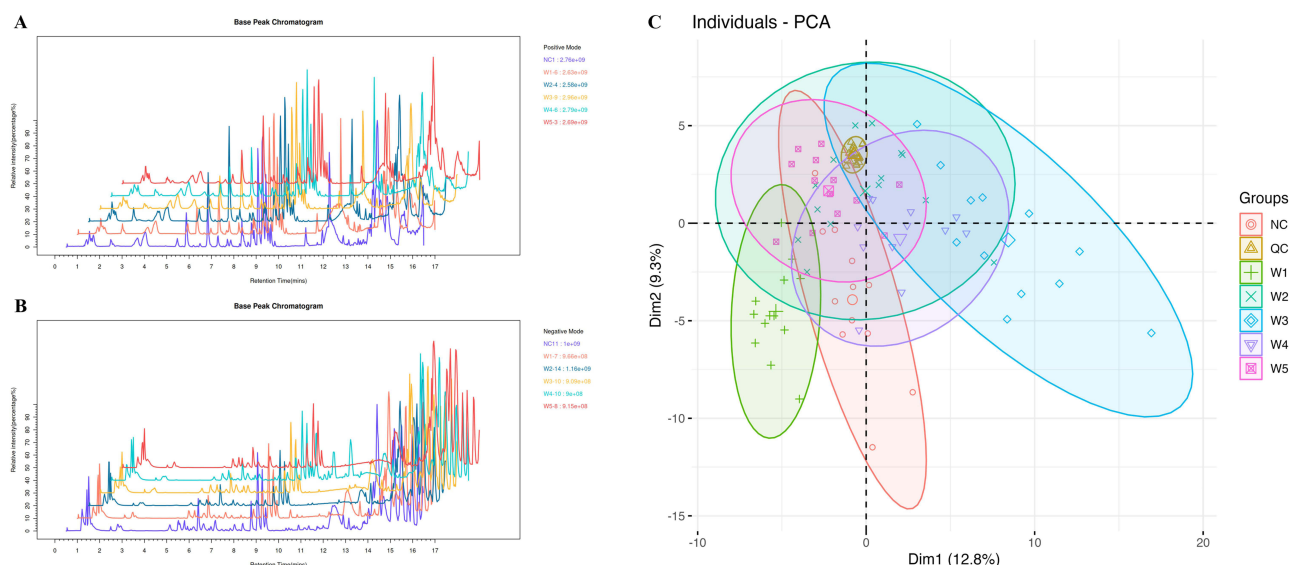 A
Base Peak Chromatogram
Relative intensity/percentage(%)
0 10 20 30 40 50 60 70 80 90
0 1 2 3 4 5 6 7 8 9 10 11 12 13 14 15 16 17
Retention Time(mins)
Positive Mode
NC1 : 2.76e+09
W1-6 : 2.63e+09
W2-4 : 2.58e+09
W4-6 : 2.79e+09
W5-3 : 2.69e+09
B
Base Peak Chromatogram
Relative intensity/percentage(%)
0 10 20 30 40 50 60 70 80 90
0 1 2 3 4 5 6 7 8 9 10 11 12 13 14 15 16 17
Retention Time(mins)
Negative Mode
NC11 : 1e+09
W1-7 : 9.66e+08
W2-14 : 1.16e+09
W3-10 : 9.09e+08
W4-10 : 9e+08
W5-8 : 9.15e+08
C
Individuals - PCA
Dim2 (9.3%)
5
0
-5
-10
-15
-10 0 10 20
Dim1 (12.8%)
Groups
NC
QC
W1
W2
W3
W4
W5